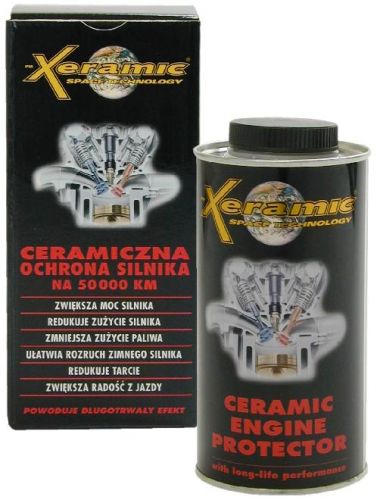 Xeramic
SPACE TECHNOLOGY
CERAMICZNA
OCHRONA SILNIKA
NA 50000 KM
ZWIĘKSZA MOC SILNIKA
REDUKUJE ZUŻYCIE SILNIKA
ZMNIEJSZA ZUŻYCIE PALIWA
UŁATWIA ROZRUCH ZIMNEGO SILNIKA
REDUKUJE TARCIE
ZWIĘKSZA RADOŚĆ Z JAZDY
POWODUJE DŁUGOTRWAŁY EFEKT
Xeramic
SPACE TECHNOLOGY
CERAMIC
ENGINE
PROTECTOR
with long-life performance